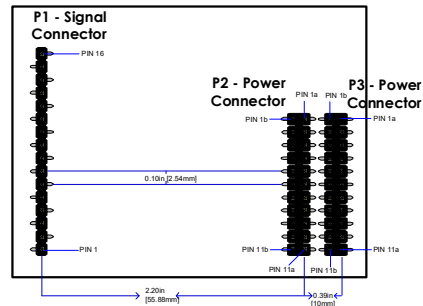 P1 - Signal
Connector
PIN 16
P2 - Power
Connector
PIN 1a
PIN 1b
P3 - Power
Connector
PIN 1b
PIN 1a
0.10in [2.54mm]
PIN 1
PIN 11b
PIN 11a
PIN 11a
PIN 11b
2.20in
[55.88mm]
0.39in
[10mm]